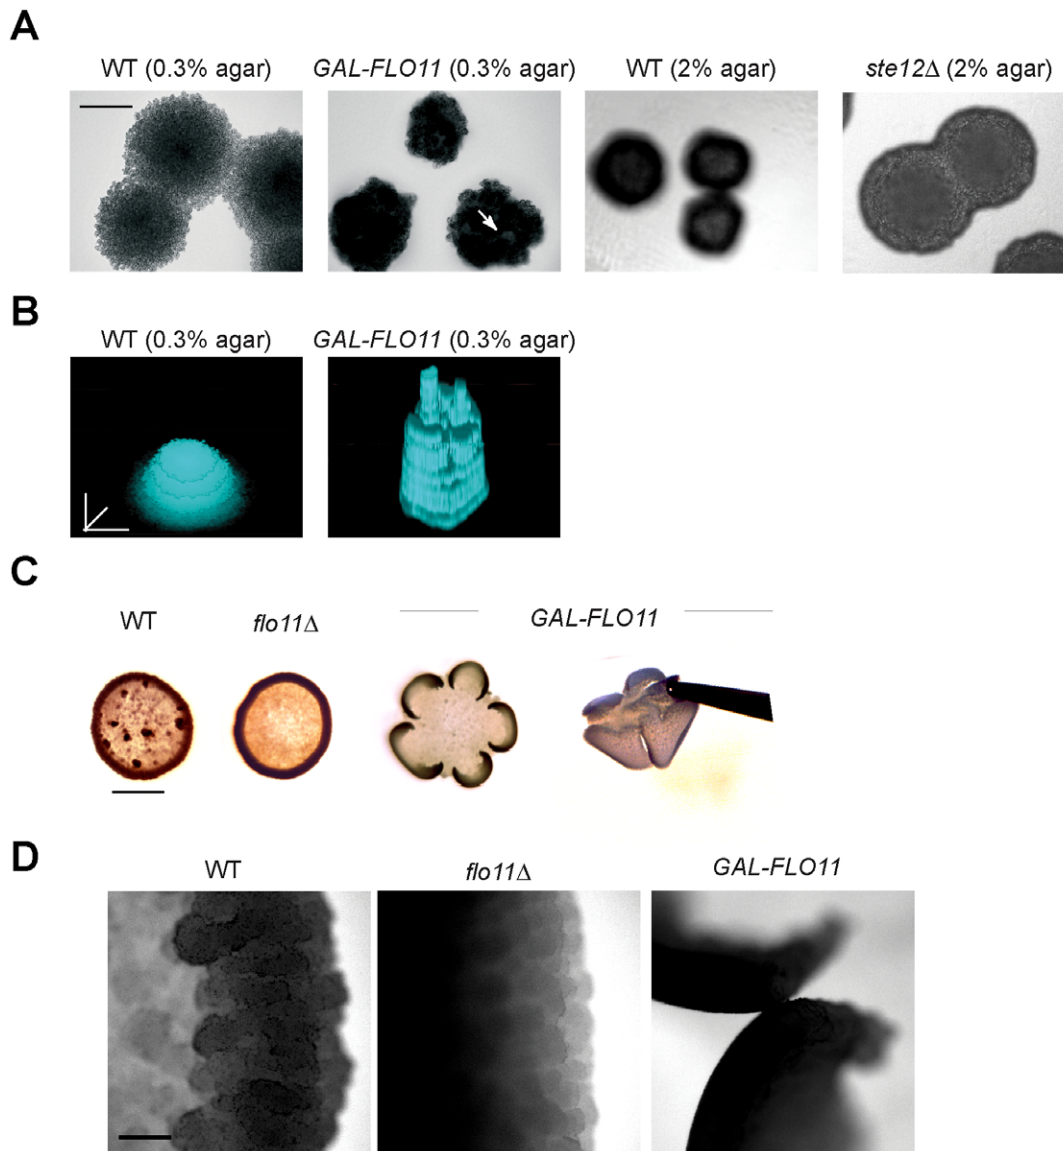 A
WT (0.3% agar) GAL-FLO11 (0.3% agar) WT (2% agar) ste12Δ (2% agar)
B
WT (0.3% agar) GAL-FLO11 (0.3% agar)
C
WT flo11Δ GAL-FLO11
D
WT flo11Δ GAL-FLO11